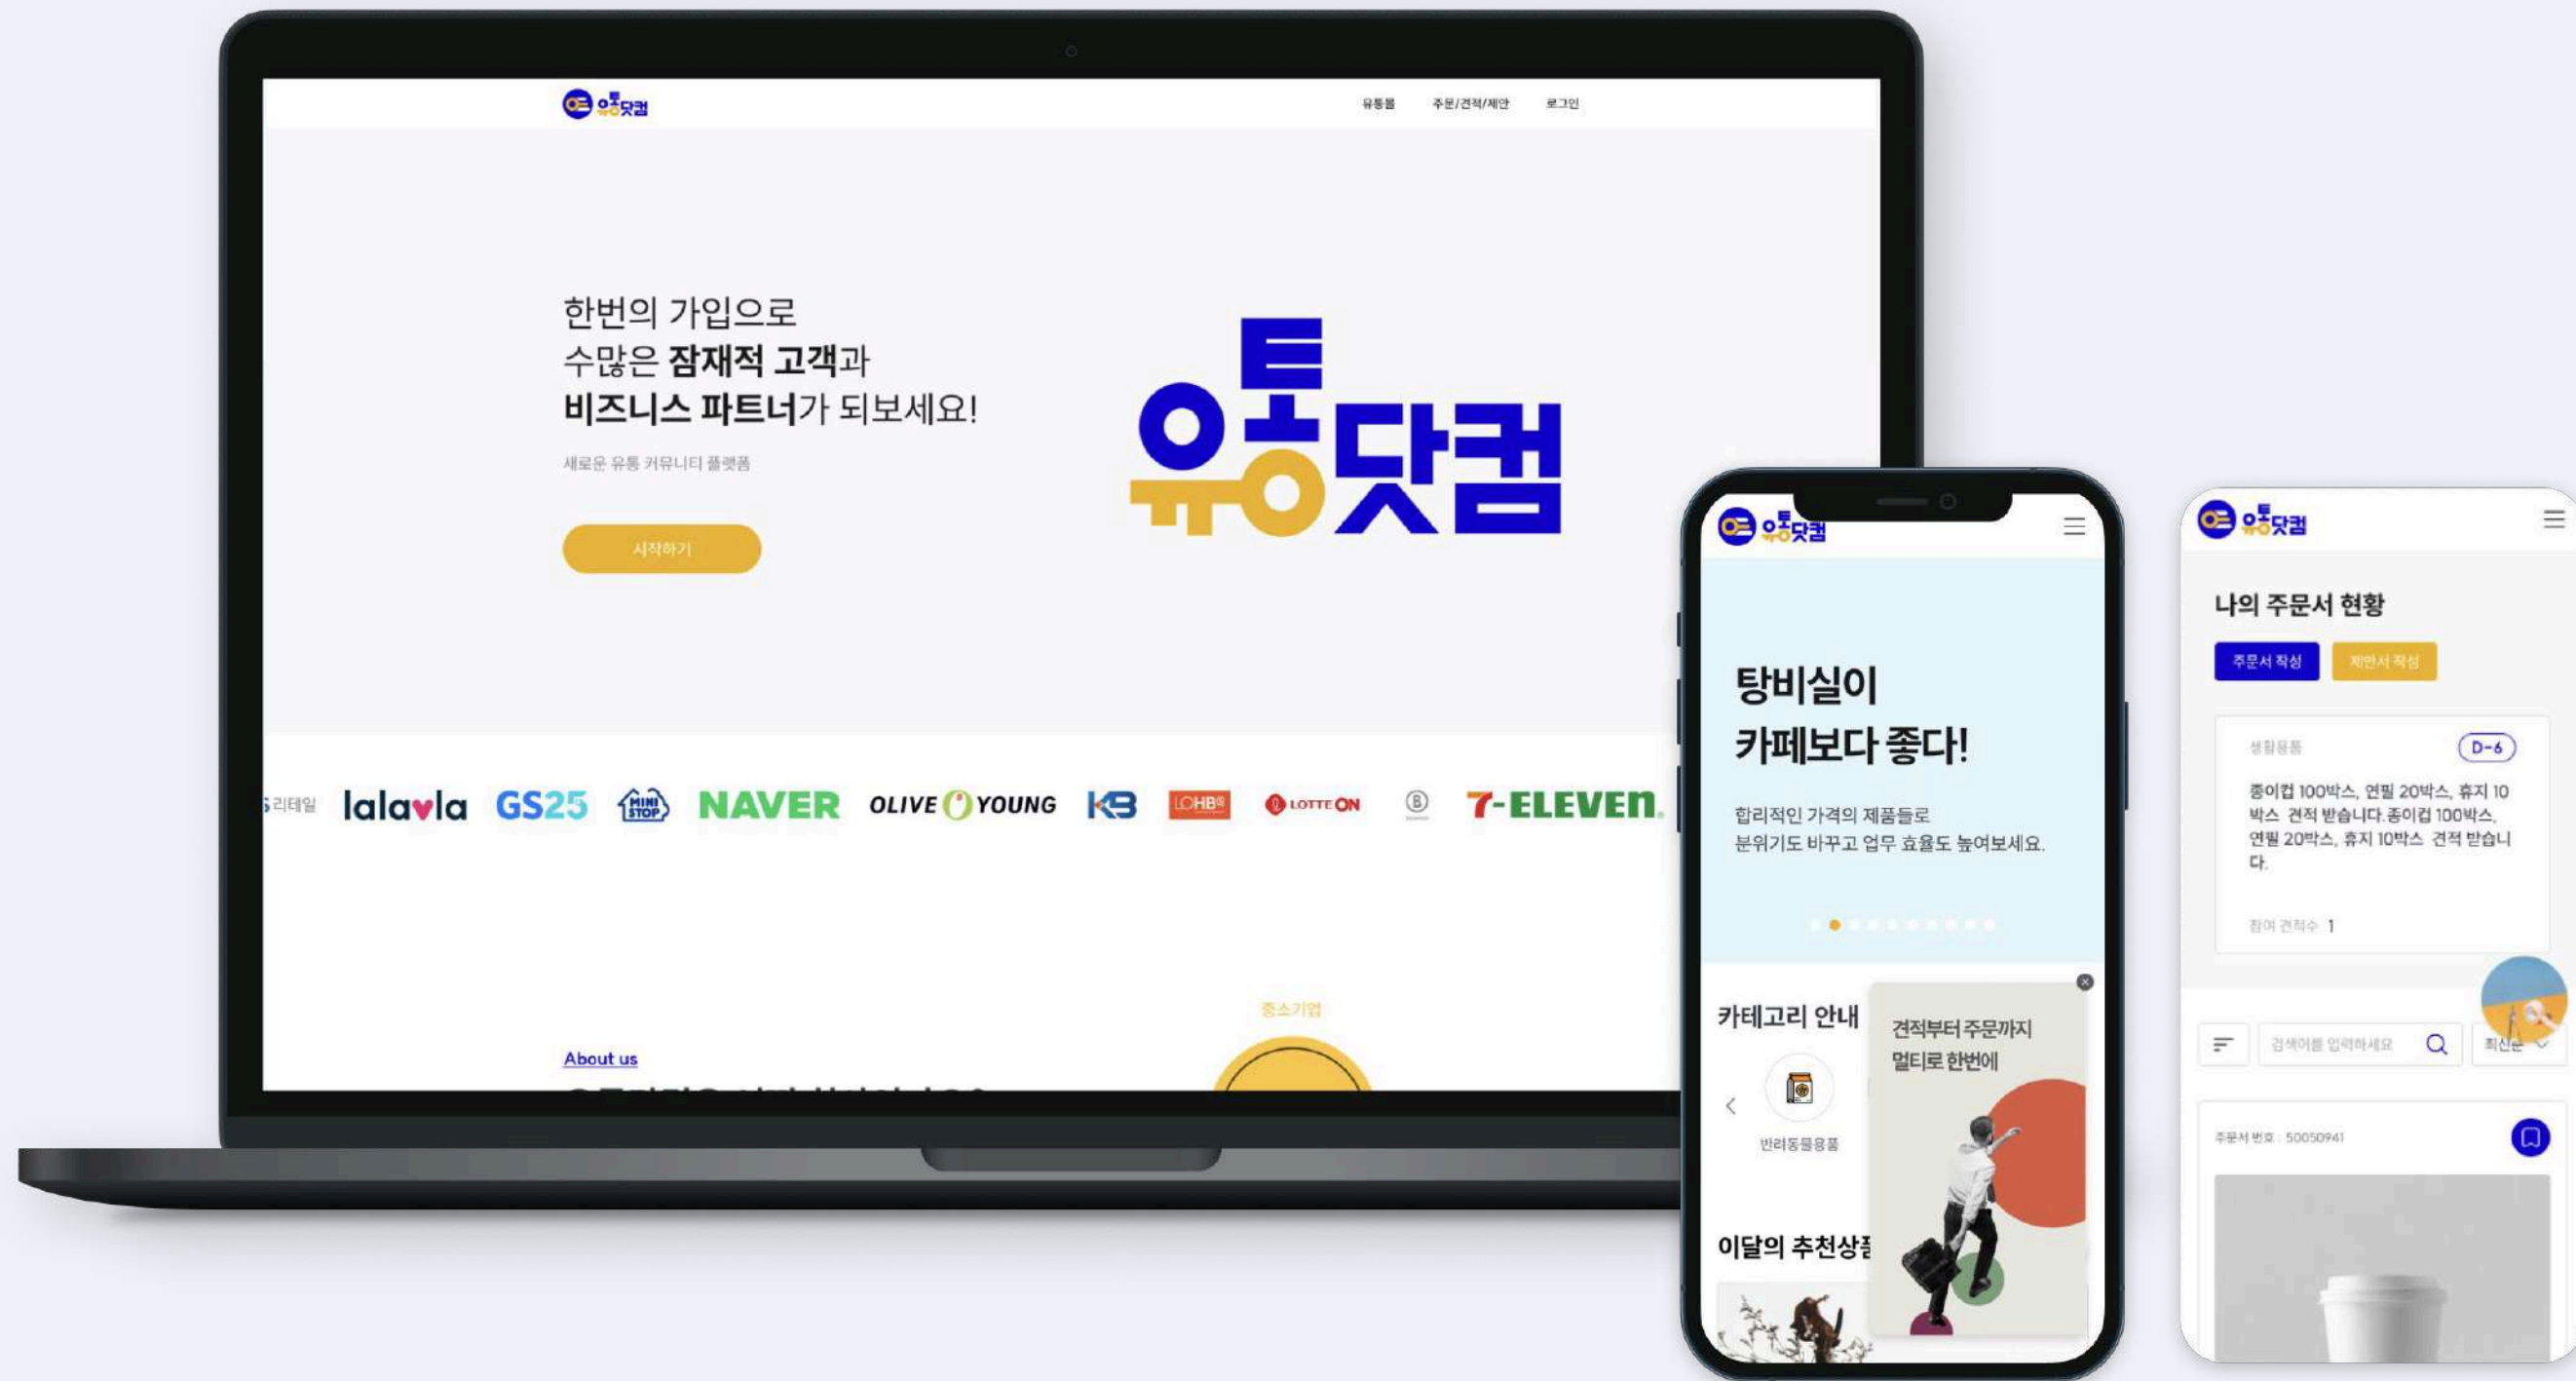 유통닷컴
유통몰 주문/견적/제안 로그인
한번의 가입으로
수많은 잠재적 고객과
비즈니스 파트너가 되보세요!
새로운 유통 커뮤니티 플랫폼
시작하기
유통닷컴
리테일 lalavla GS25 MINI STOP NAVER OLIVE YOUNG KB LOHBs LOTTE ON B 7-ELEVEn
중소기업
About us
유통닷컴
탕비실이
카페보다 좋다!
합리적인 가격의 제품들로
분위기도 바꾸고 업무 효율도 높여보세요.
카테고리 안내
반려동물용품
견적부터 주문까지
멀티로 한번에
이달의 추천상품
유통닷컴
나의 주문서 현황
주문서 작성 제안서 작성
생활용품 D-6
종이컵 100박스, 연필 20박스, 휴지 10
박스 견적 받습니다.종이컵 100박스,
연필 20박스, 휴지 10박스 견적 받습니
다.
참여 견적수 1
검색어를 입력하세요 최신순
주문서 번호 : 50050941